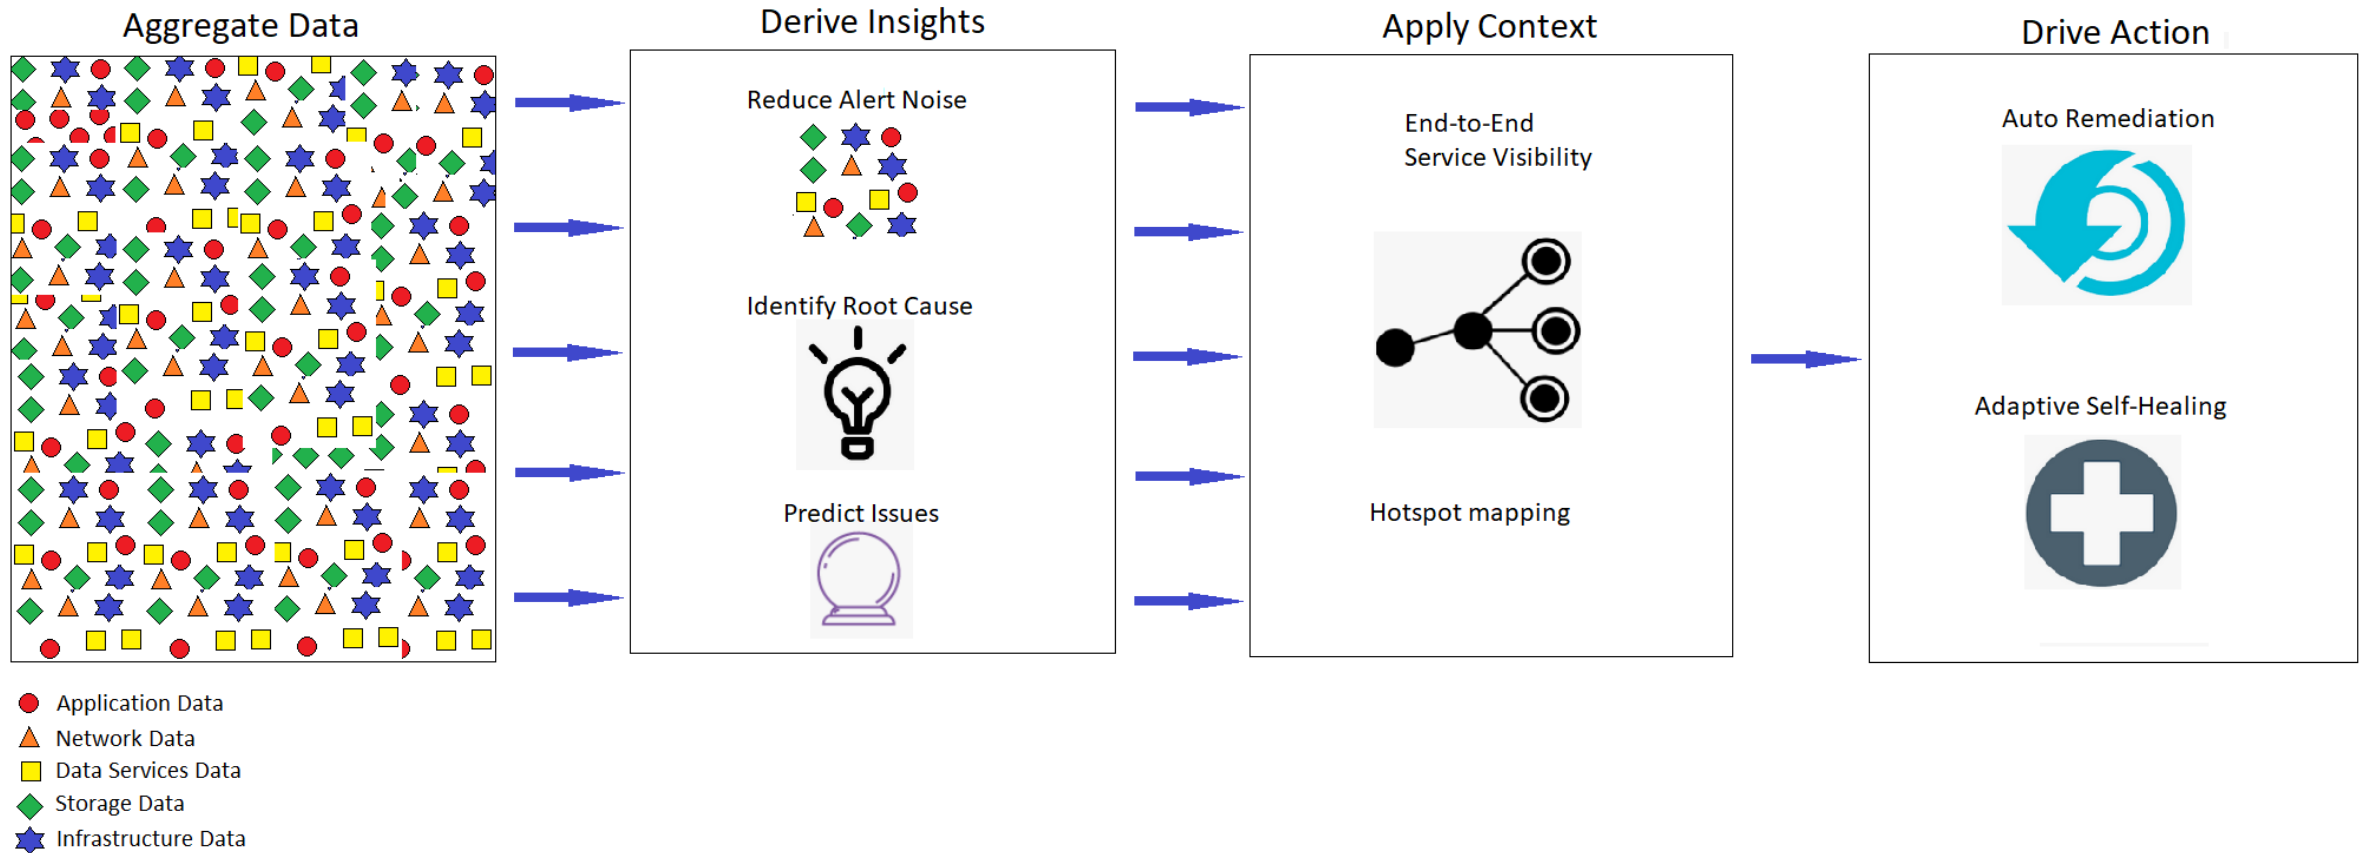 Aggregate Data
Derive Insights
Apply Context
Drive Action
Reduce Alert Noise
Identify Root Cause
Predict Issues
End-to-End
Service Visibility
Hotspot mapping
Auto Remediation
Adaptive Self-Healing
Application Data
Network Data
Data Services Data
Storage Data
Infrastructure Data